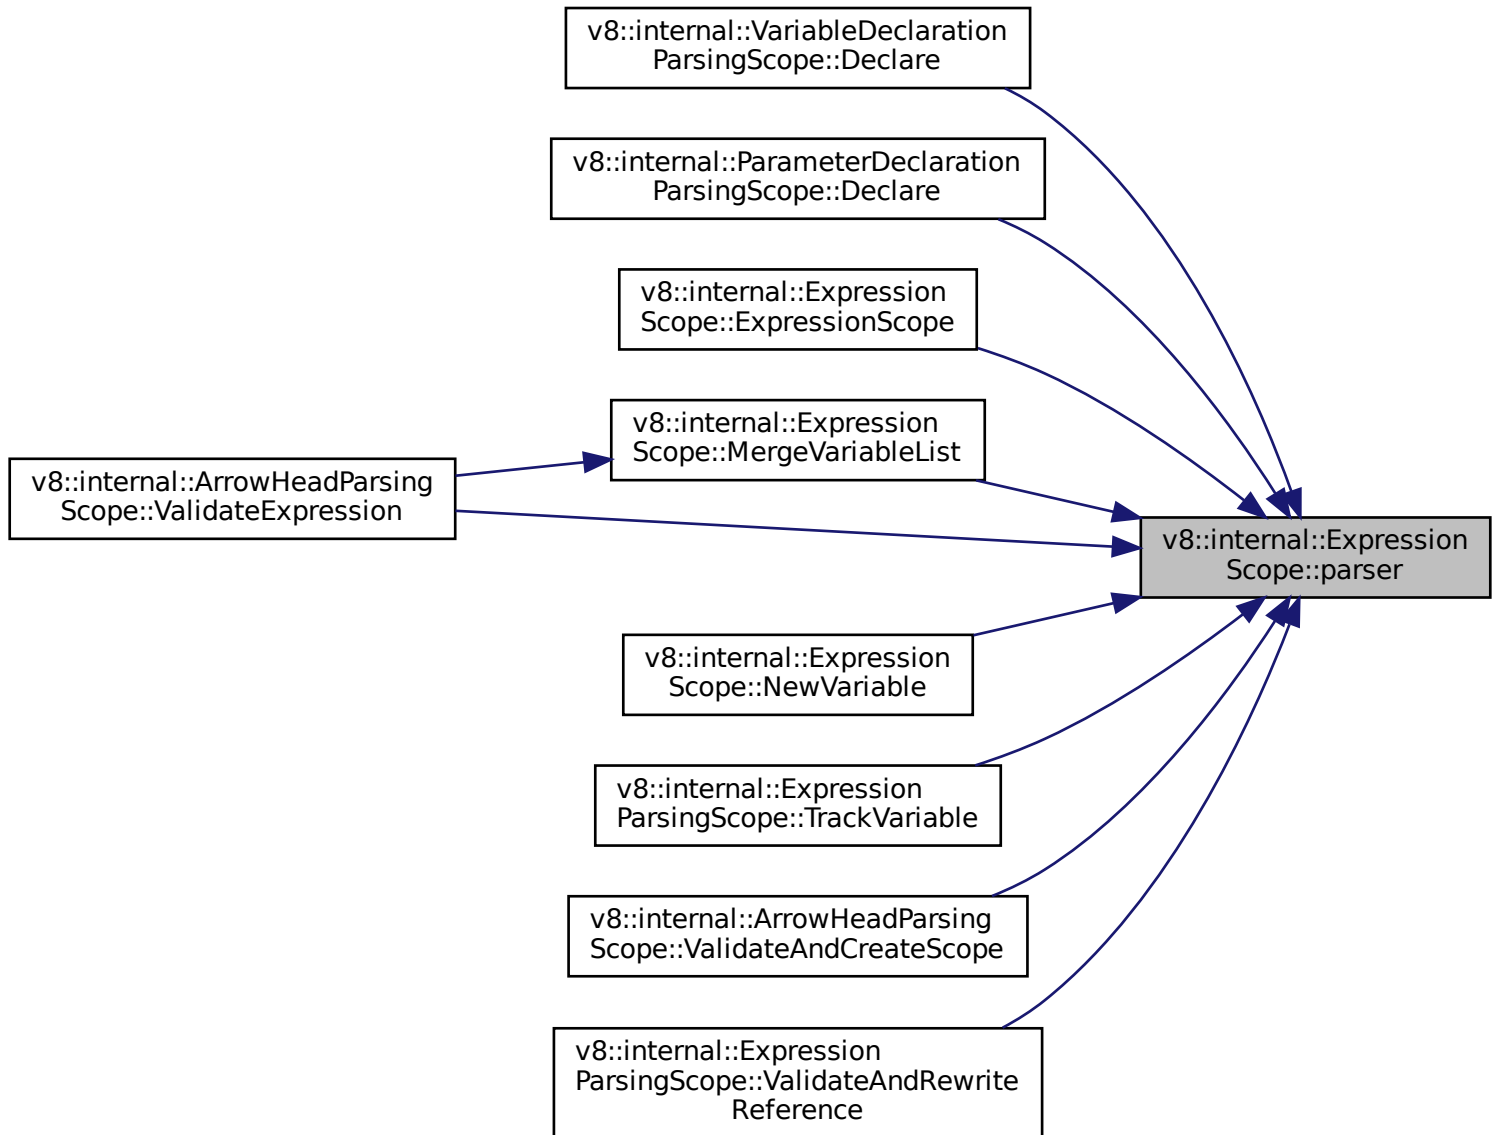 v8::internal::VariableDeclaration
ParsingScope::Declare
v8::internal::ParameterDeclaration
ParsingScope::Declare
v8::internal::Expression
Scope::ExpressionScope
v8::internal::Expression
Scope::MergeVariableList
v8::internal::ArrowHeadParsing
Scope::ValidateExpression
v8::internal::Expression
Scope::parser
v8::internal::Expression
Scope::NewVariable
v8::internal::Expression
ParsingScope::TrackVariable
v8::internal::ArrowHeadParsing
Scope::ValidateAndCreateScope
v8::internal::Expression
ParsingScope::ValidateAndRewrite
Reference